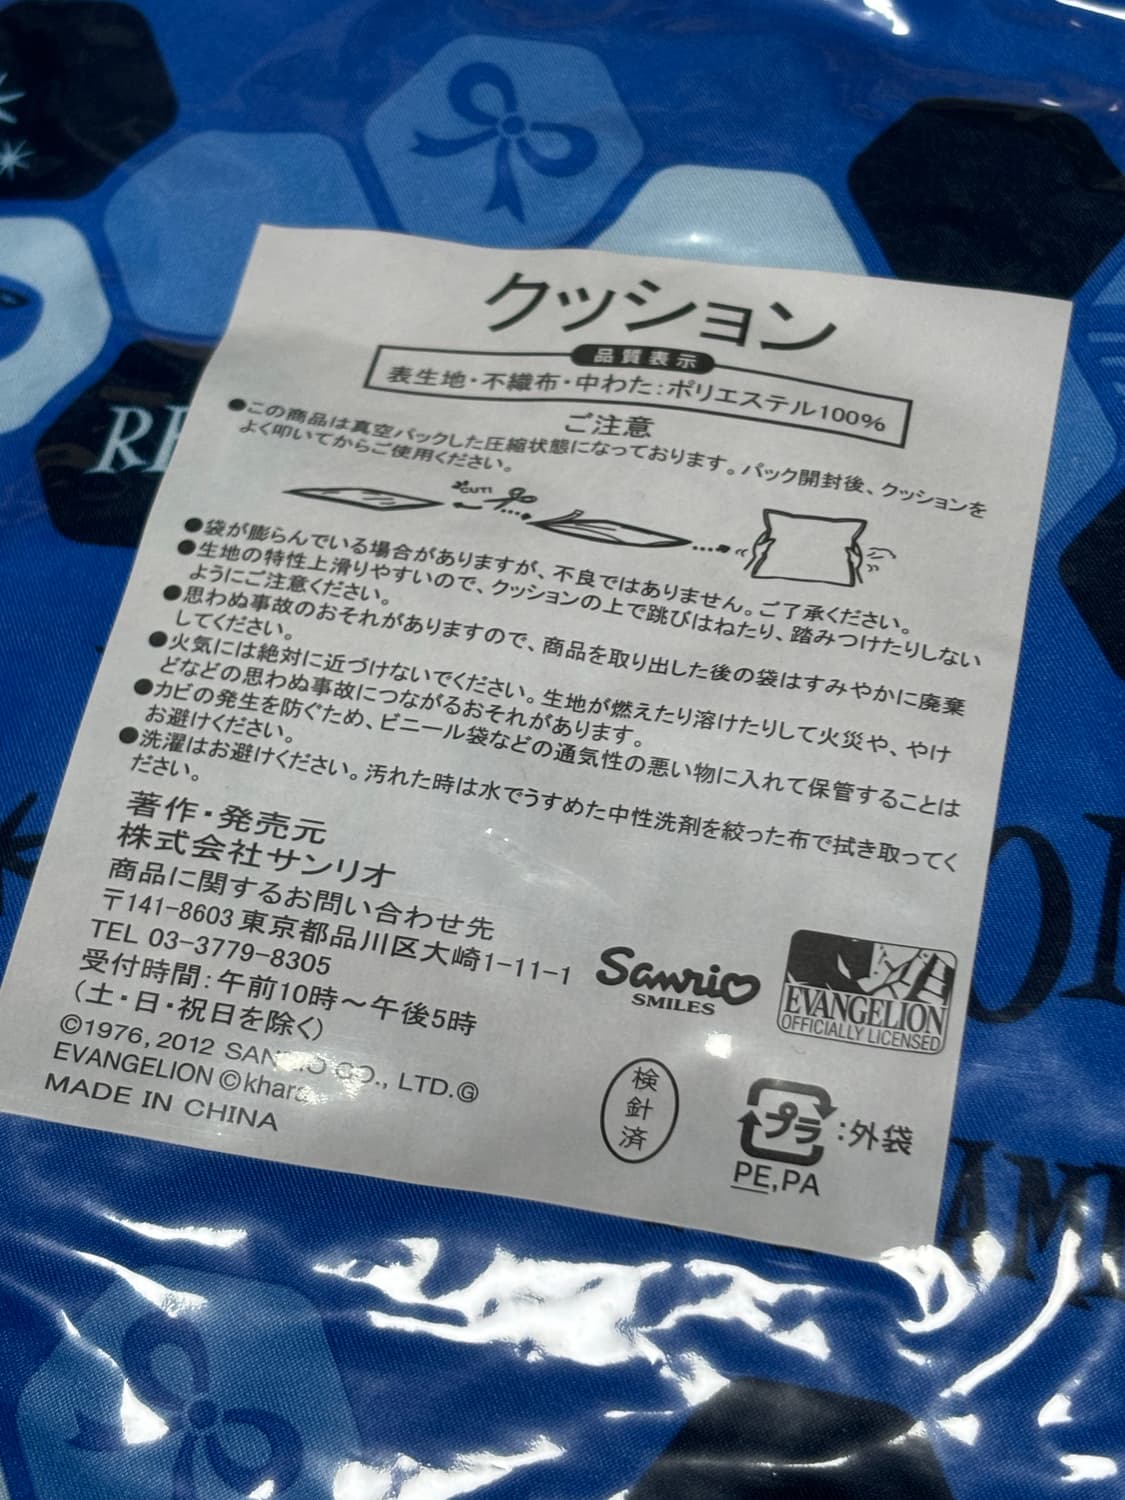 クッション
品質表示
表生地・不織布・中わた:ポリエステル100%
ご注意
●この商品は真空パックした圧縮状態になっております。パック開封後、クッションを
よく叩いてからご使用ください。
CUT!
●袋が膨らんでいる場合がありますが、不良ではありません。ご了承ください。
●生地の特性上滑りやすいので、クッションの上で跳びはねたり、踏みつけたりしない
ようにご注意ください。
●思わぬ事故のおそれがありますので、商品を取り出した後の袋はすみやかに廃棄
してください。
●火気には絶対に近づけないでください。生地が燃えたり溶けたりして火災や、やけ
どなどの思わぬ事故につながるおそれがあります。
●カビの発生を防ぐため、ビニール袋などの通気性の悪い物に入れて保管することは
お避けください。
●洗濯はお避けください。汚れた時は水でうすめた中性洗剤を絞った布で拭き取ってく
ださい。
著作・発売元
株式会社サンリオ
商品に関するお問い合わせ先
〒141-8603 東京都品川区大崎1-11-1
TEL 03-3779-8305
受付時間:午前10時~午後5時
(土・日・祝日を除く)
©1976, 2012 SANRIO CO., LTD.Ⓖ
EVANGELION ©khara
MADE IN CHINA
Sanrio
SMILES
EVANGELION
OFFICIALLY LICENSED
検針済
プラ:外袋
PE,PA